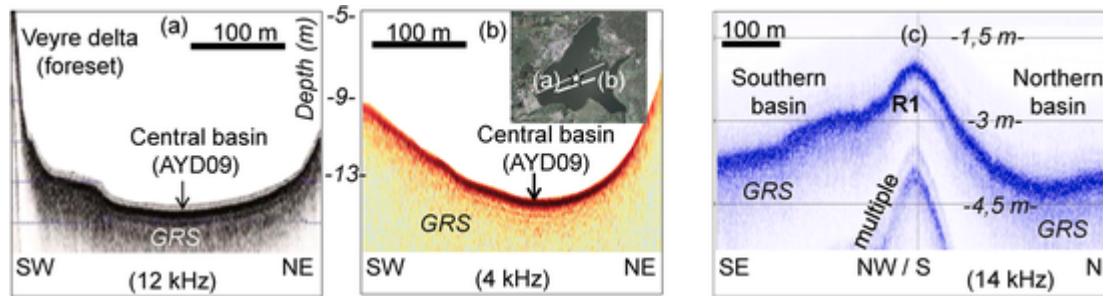 Veyre delta
(foreset)
(a)
100 m
Central basin
(AYD09)
GRS
SW
(12 kHz)
NE
Depth (m)
-5-
-9-
-13-
100 m
(b)
(a)
(b)
Central basin
(AYD09)
GRS
SW
(4 kHz)
NE
100 m
(c)
-1,5 m-
Southern
basin
Northern
basin
R1
-3 m-
GRS
multiple
-4,5 m-
GRS
SE
NW / S
(14 kHz)
N